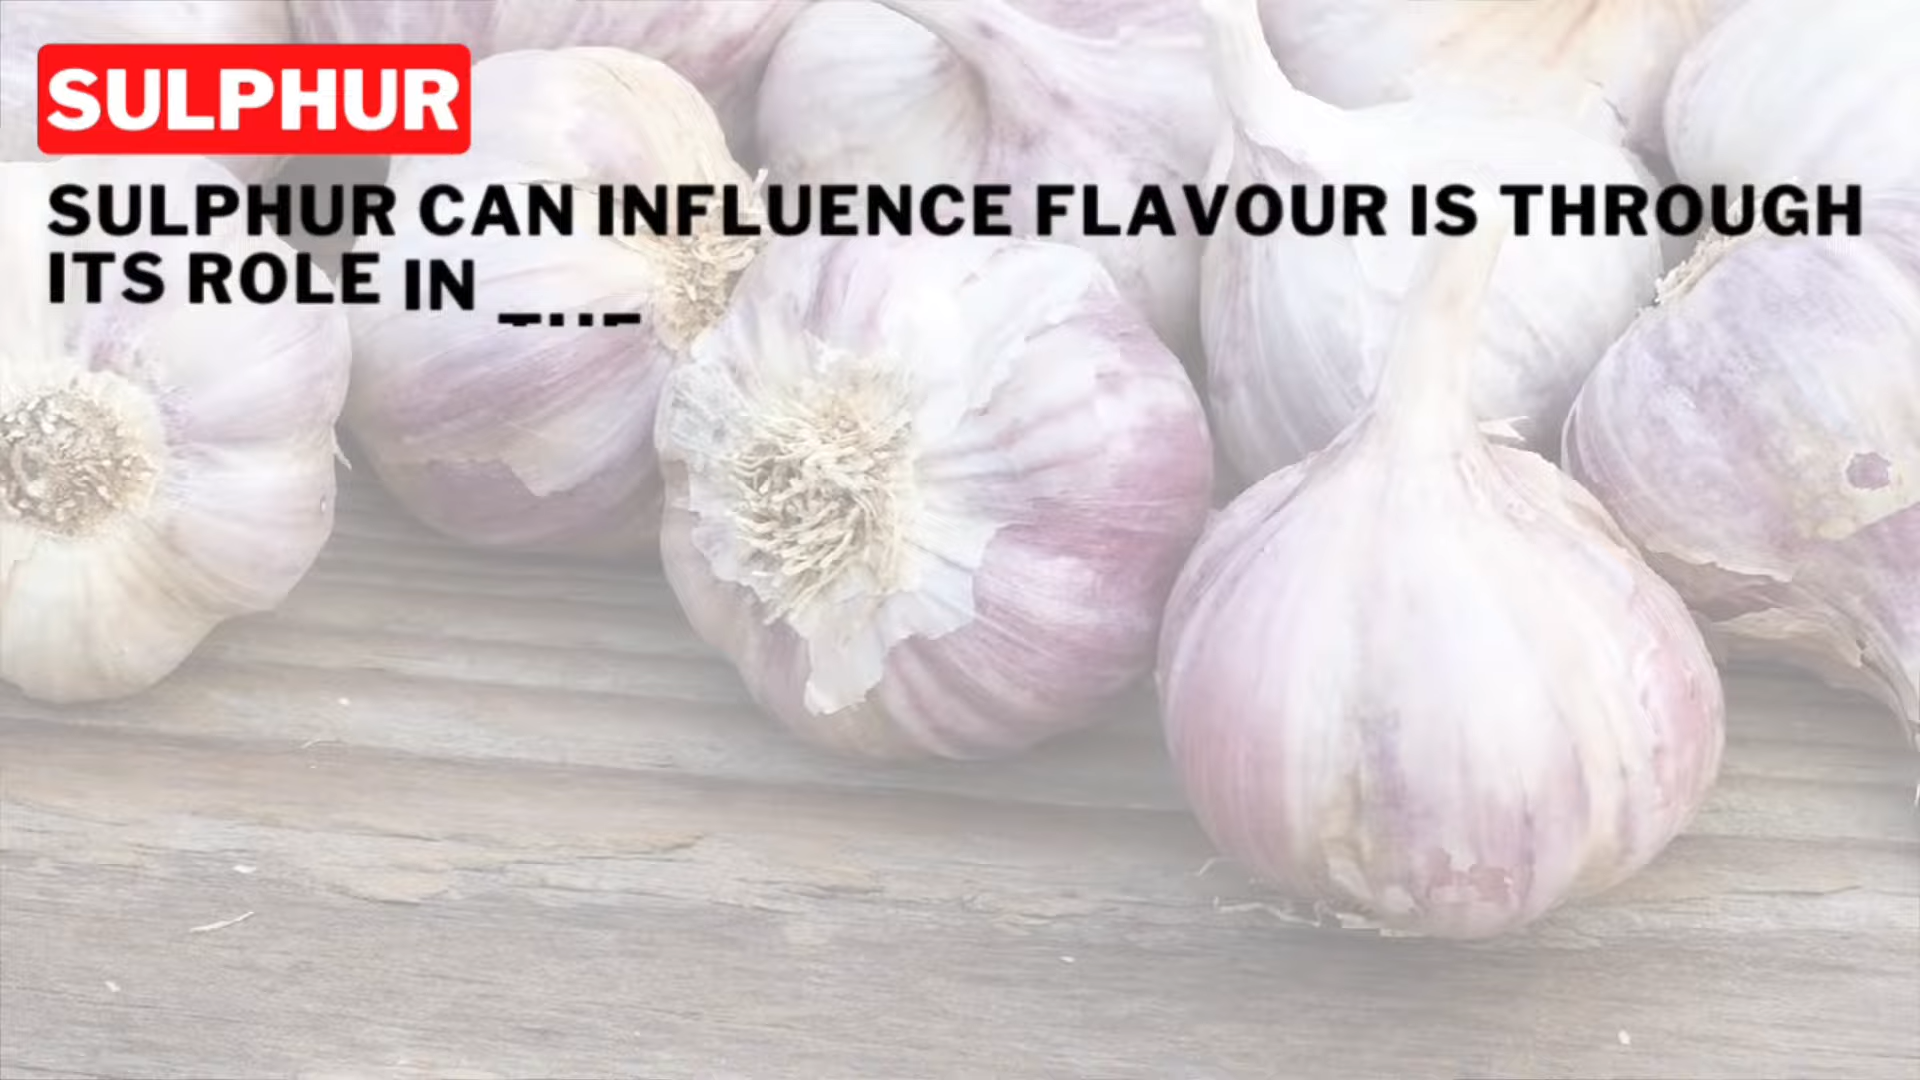 SULPHUR
SULPHUR CAN INFLUENCE FLAVOUR IS THROUGH
ITS ROLE IN